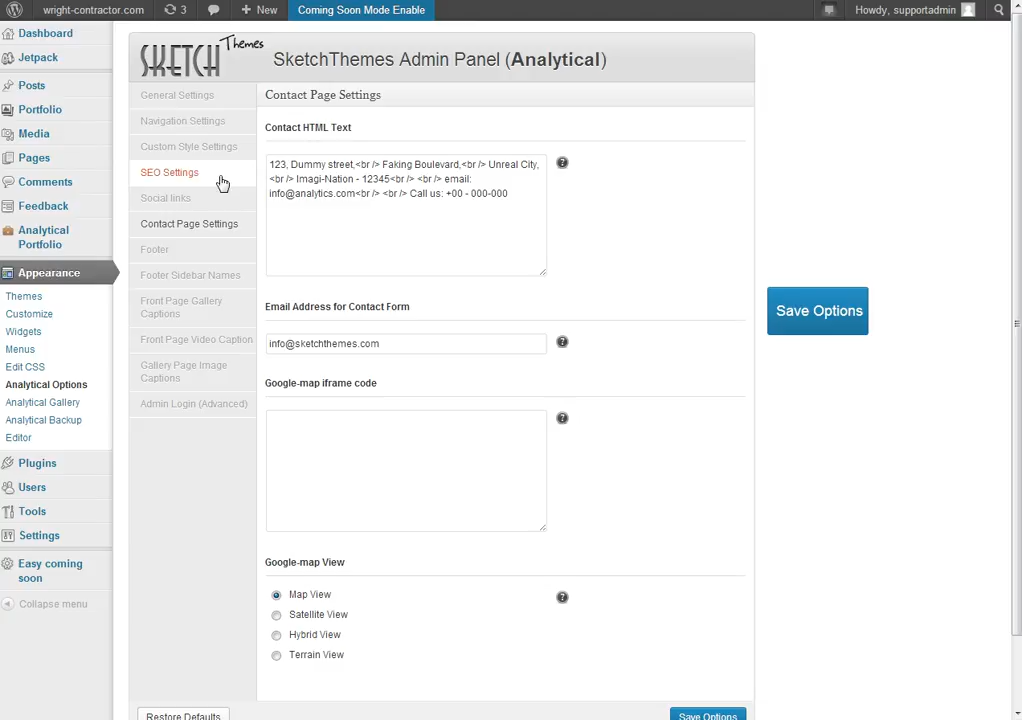 wright-contractor.com
3
+ New
Coming Soon Mode Enable
Howdy, supportadmin
Dashboard
Jetpack
Posts
Portfolio
Media
Pages
Comments
Feedback
Analytical
Portfolio
Appearance
Themes
Customize
Widgets
Menus
Edit CSS
Analytical Options
Analytical Gallery
Analytical Backup
Editor
Plugins
Users
Tools
Settings
Easy coming
soon
Collapse menu
SKETCH Themes
SketchThemes Admin Panel (Analytical)
General Settings
Navigation Settings
Custom Style Settings
SEO Settings
Social links
Contact Page Settings
Footer
Footer Sidebar Names
Front Page Gallery
Captions
Front Page Video Caption
Gallery Page Image
Captions
Admin Login (Advanced)
Contact Page Settings
Contact HTML Text
123, Dummy street,<br /> Faking Boulevard,<br /> Unreal City,
<br /> Imagi-Nation - 12345<br /> <br /> email:
info@analytics.com<br /> <br /> Call us: +00 - 000-000
?
Email Address for Contact Form
info@sketchthemes.com
?
Google-map iframe code
?
Google-map View
Map View
?
Satellite View
Hybrid View
Terrain View
Save Options
Restore Defaults
Save Options